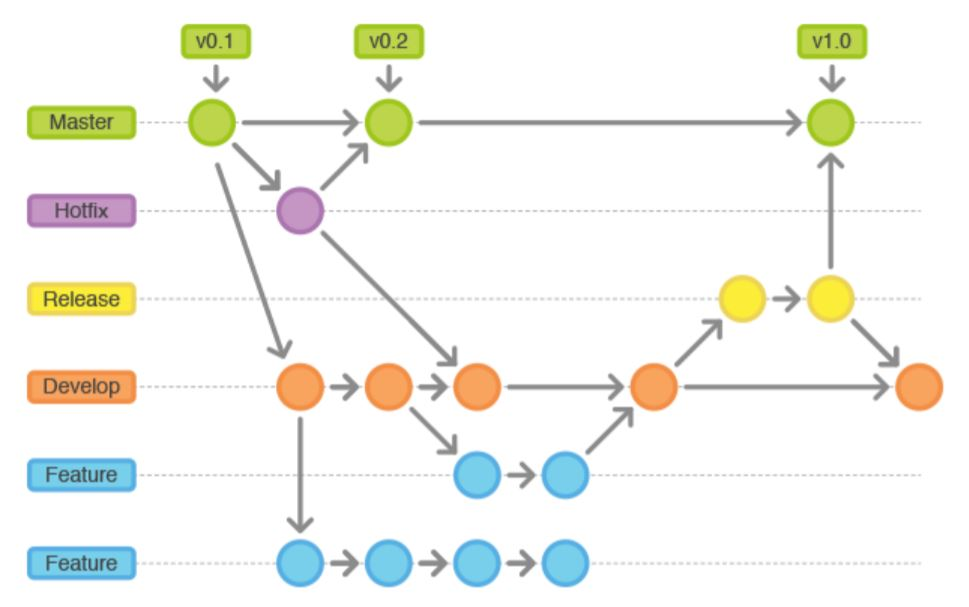 v0.1
v0.2
v1.0
Master
Hotfix
Release
Develop
Feature
Feature